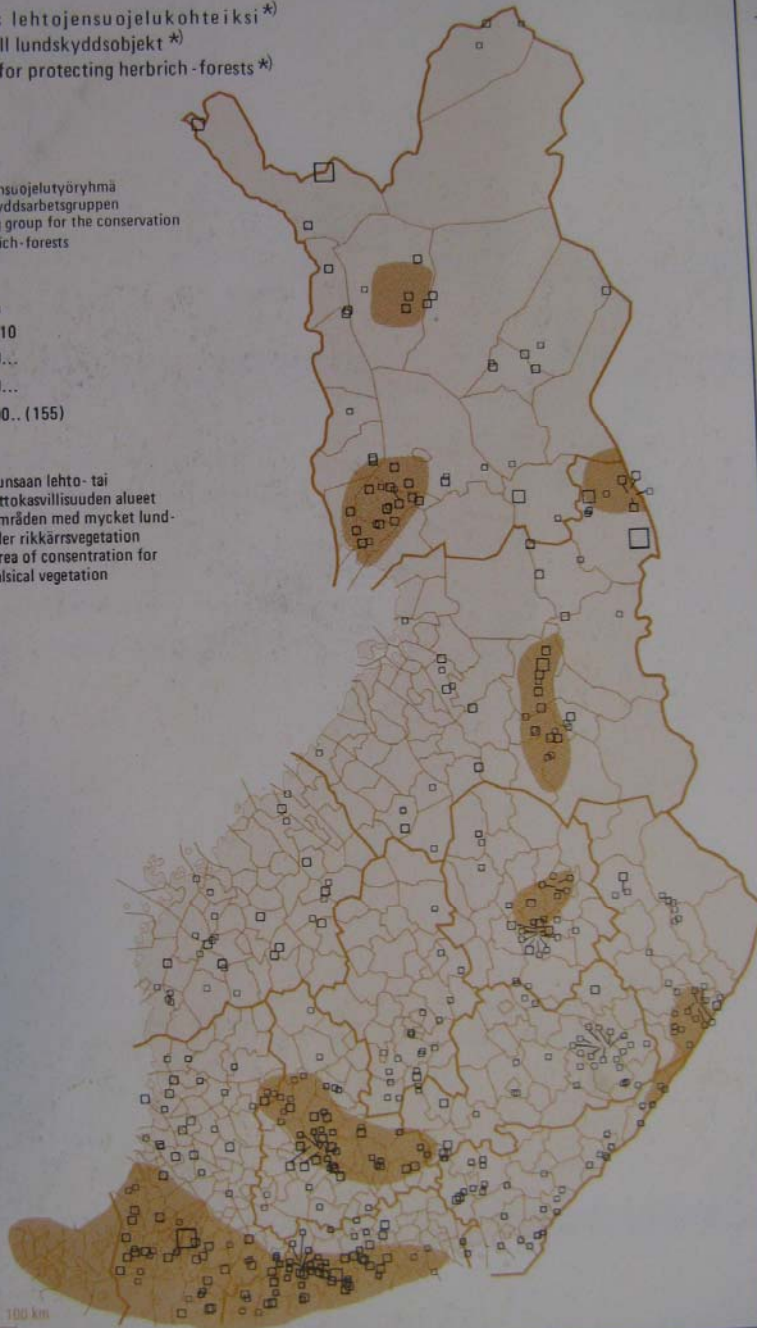 lehtojensuojelukohteiksi *)
ll lundskyddsobjekt *)
for protecting herbrich-forests *)
nsuojelutyöryhmä
yddsarbetsgruppen
group for the conservation
ich-forests
10
...
...
0.. (155)
unsaan lehto- tai
ttokasvillisuuden alueet
mråden med mycket lund-
ler rikkärrsvegetation
rea of consentration for
alsical vegetation
100 km